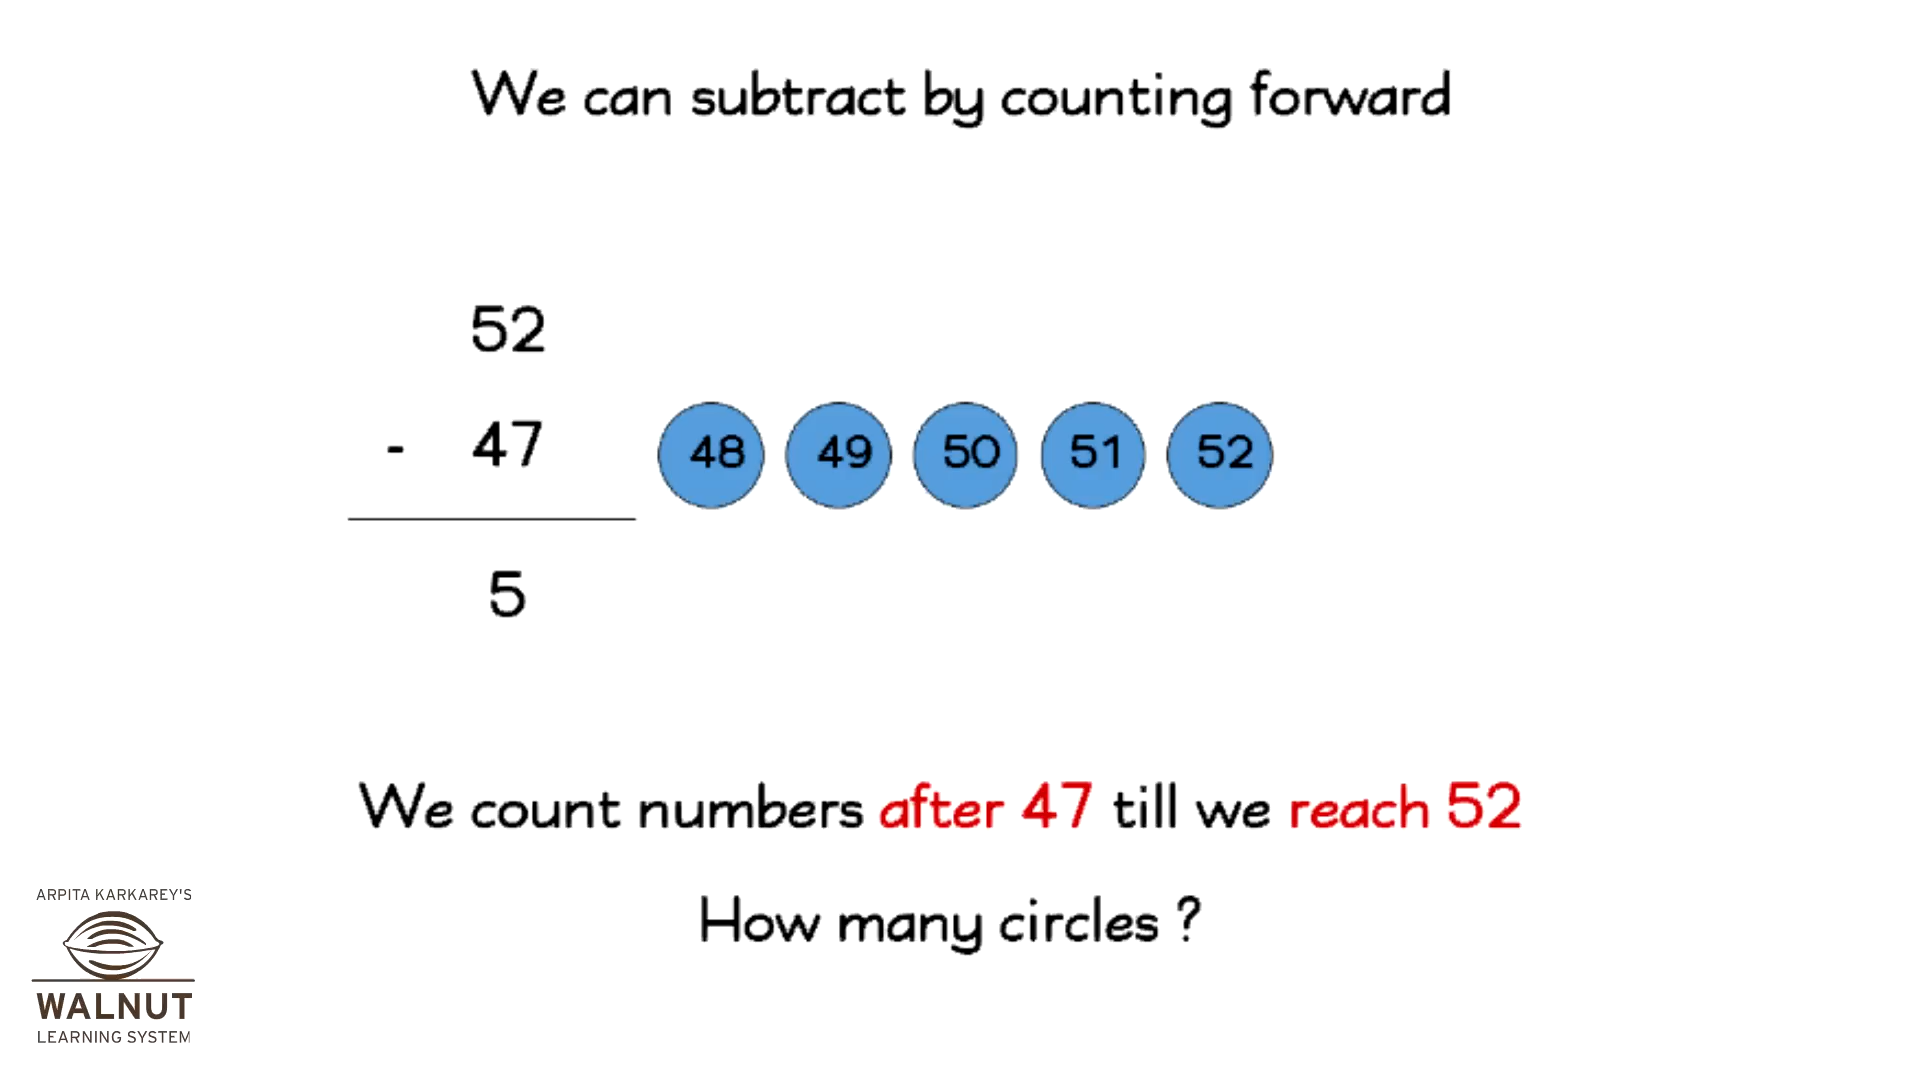 We can subtract by counting forward
52
- 47
48 49 50 51 52
5
We count numbers after 47 till we reach 52
How many circles ?
ARPITA KARKAREY'S
WALNUT
LEARNING SYSTEM